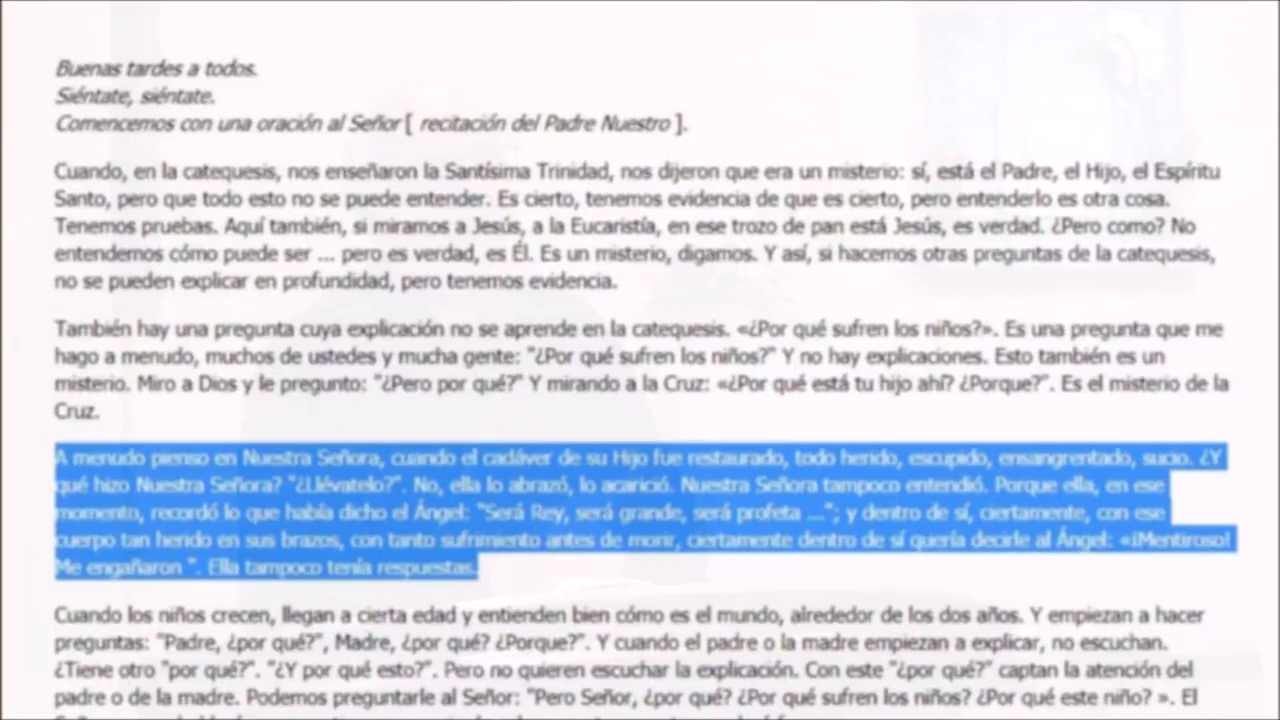 Buenas tardes a todos.
Siéntate, siéntate.
Comencemos con una oración al Señor [ recitación del Padre Nuestro ].
Cuando, en la catequesis, nos enseñaron la Santísima Trinidad, nos dijeron que era un misterio: sí, está el Padre, el Hijo, el Espíritu
Santo, pero que todo esto no se puede entender. Es cierto, tenemos evidencia de que es cierto, pero entenderlo es otra cosa.
Tenemos pruebas. Aquí también, si miramos a Jesús, a la Eucaristía, en ese trozo de pan está Jesús, es verdad. ¿Pero como? No
entendemos cómo puede ser ... pero es verdad, es Él. Es un misterio, digamos. Y así, si hacemos otras preguntas de la catequesis,
no se pueden explicar en profundidad, pero tenemos evidencia.
También hay una pregunta cuya explicación no se aprende en la catequesis. «¿Por qué sufren los niños?». Es una pregunta que me
hago a menudo, muchos de ustedes y mucha gente: "¿Por qué sufren los niños?" Y no hay explicaciones. Esto también es un
misterio. Miro a Dios y le pregunto: "¿Pero por qué?" Y mirando a la Cruz: «¿Por qué está tu hijo ahí? ¿Porque?". Es el misterio de la
Cruz.
A menudo pienso en Nuestra Señora, cuando el cadáver de su Hijo fue restaurado, todo herido, escupido, ensangrentado, sucio. ¿Y
qué hizo Nuestra Señora? "¿Llévatelo?". No, ella lo abrazó, lo acarició. Nuestra Señora tampoco entendió. Porque ella, en ese
momento, recordó lo que había dicho el Ángel: "Será Rey, será grande, será profeta ..."; y dentro de sí, ciertamente, con ese
cuerpo tan herido en sus brazos, con tanto sufrimiento antes de morir, ciertamente dentro de sí quería decirle al Ángel: «¡Mentiroso!
Me engañaron ". Ella tampoco tenía respuestas.
Cuando los niños crecen, llegan a cierta edad y entienden bien cómo es el mundo, alrededor de los dos años. Y empiezan a hacer
preguntas: "Padre, ¿por qué?", Madre, ¿por qué? ¿Porque?". Y cuando el padre o la madre empiezan a explicar, no escuchan.
¿Tiene otro "por qué?". "¿Y por qué esto?". Pero no quieren escuchar la explicación. Con este "¿por qué?" captan la atención del
padre o de la madre. Podemos preguntarle al Señor: "Pero Señor, ¿por qué? ¿Por qué sufren los niños? ¿Por qué este niño? ». El